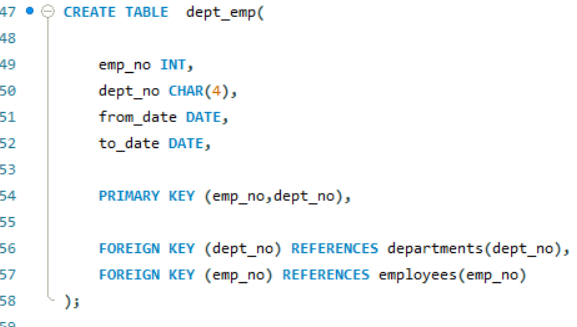 47 CREATE TABLE dept_emp(
48
49 emp_no INT,
50 dept_no CHAR(4),
51 from_date DATE,
52 to_date DATE,
53
54 PRIMARY KEY (emp_no,dept_no),
55
56 FOREIGN KEY (dept_no) REFERENCES departments(dept_no),
57 FOREIGN KEY (emp_no) REFERENCES employees(emp_no)
58 );
59